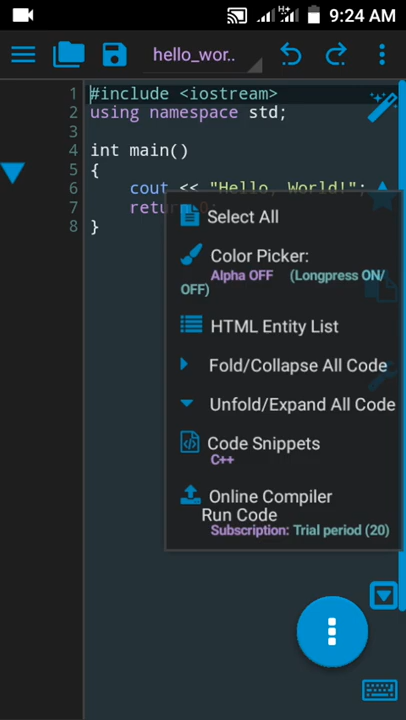 9:24 AM
hello_wor..
1 #include <iostream>
2 using namespace std;
3
4 int main()
5 {
6 cout << "Hello, World!";
7 return 0;
8 }
Select All
Color Picker:
Alpha OFF (Longpress ON/
OFF)
HTML Entity List
Fold/Collapse All Code
Unfold/Expand All Code
Code Snippets
C++
Online Compiler
Run Code
Subscription: Trial period (20)